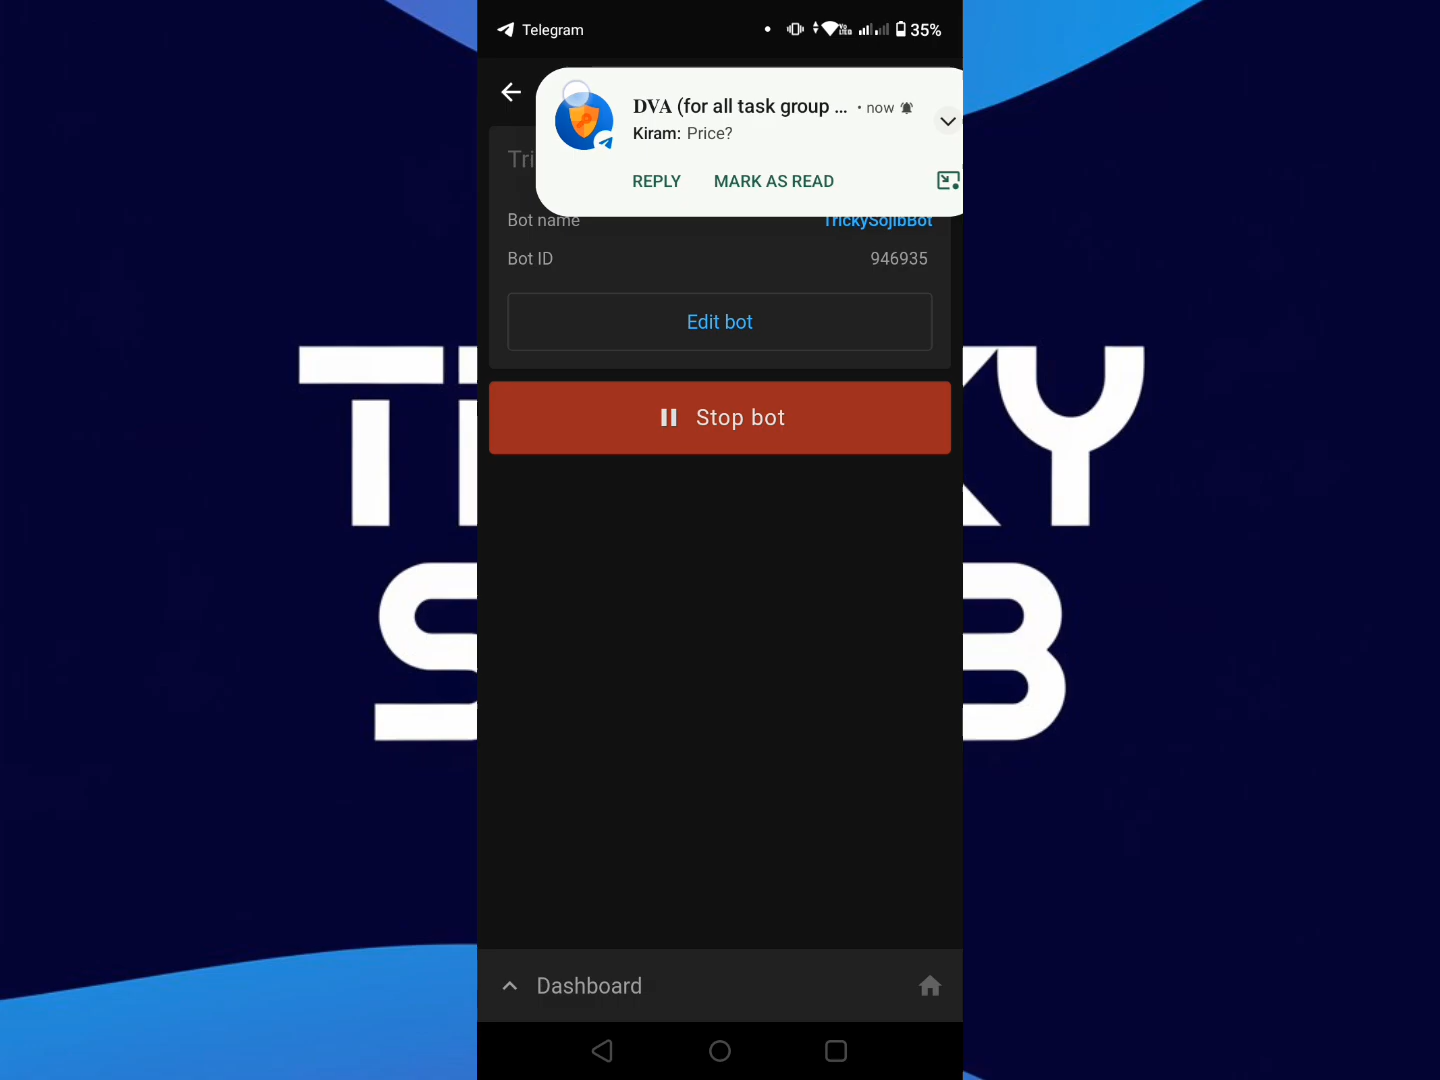 Telegram
35%
DVA (for all task group ... • now
Kiram: Price?
REPLY MARK AS READ
Tri
Bot name TrickySojibBot
Bot ID 946935
Edit bot
Stop bot
Dashboard